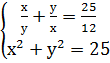 { x/y + y/x = 25/12
x² + y² = 25